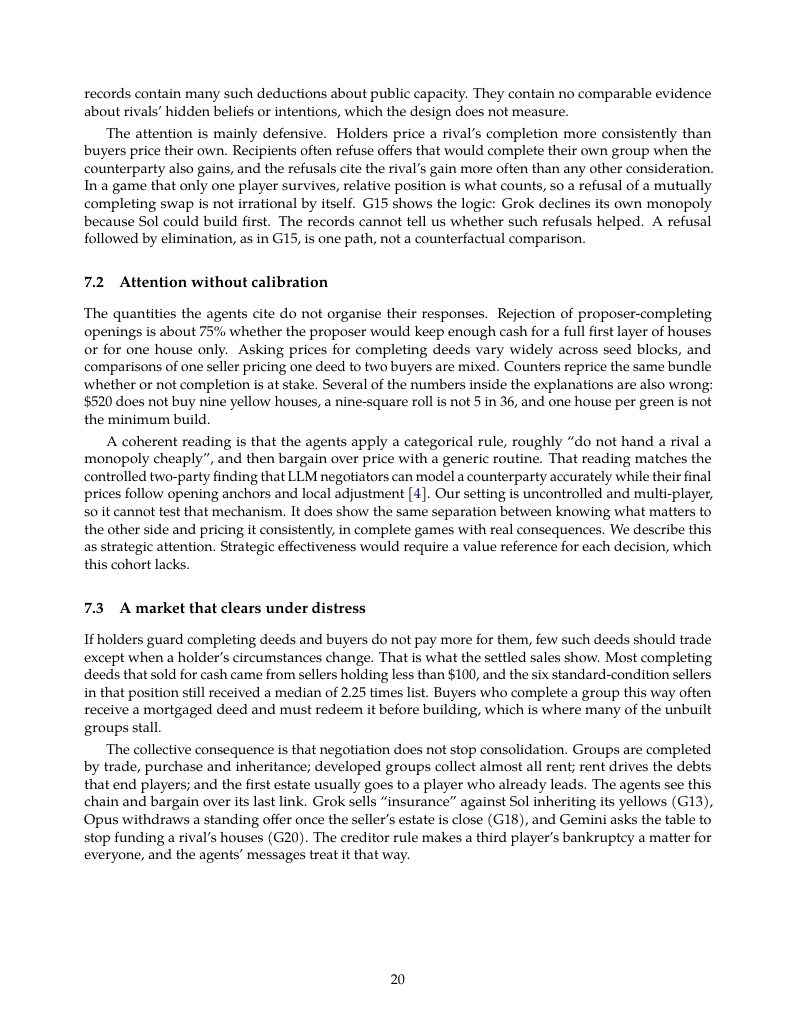 records contain many such deductions about public capacity. They contain no comparable evidence
about rivals’ hidden beliefs or intentions, which the design does not measure.
The attention is mainly defensive. Holders price a rival’s completion more consistently than
buyers price their own. Recipients often refuse offers that would complete their own group when the
counterparty also gains, and the refusals cite the rival’s gain more often than any other consideration.
In a game that only one player survives, relative position is what counts, so a refusal of a mutually
completing swap is not irrational by itself. G15 shows the logic: Grok declines its own monopoly
because Sol could build first. The records cannot tell us whether such refusals helped. A refusal
followed by elimination, as in G15, is one path, not a counterfactual comparison.
7.2 Attention without calibration
The quantities the agents cite do not organise their responses. Rejection of proposer-completing
openings is about 75% whether the proposer would keep enough cash for a full first layer of houses
or for one house only. Asking prices for completing deeds vary widely across seed blocks, and
comparisons of one seller pricing one deed to two buyers are mixed. Counters reprice the same bundle
whether or not completion is at stake. Several of the numbers inside the explanations are also wrong:
$520 does not buy nine yellow houses, a nine-square roll is not 5 in 36, and one house per green is not
the minimum build.
A coherent reading is that the agents apply a categorical rule, roughly “do not hand a rival a
monopoly cheaply”, and then bargain over price with a generic routine. That reading matches the
controlled two-party finding that LLM negotiators can model a counterparty accurately while their final
prices follow opening anchors and local adjustment [4]. Our setting is uncontrolled and multi-player,
so it cannot test that mechanism. It does show the same separation between knowing what matters to
the other side and pricing it consistently, in complete games with real consequences. We describe this
as strategic attention. Strategic effectiveness would require a value reference for each decision, which
this cohort lacks.
7.3 A market that clears under distress
If holders guard completing deeds and buyers do not pay more for them, few such deeds should trade
except when a holder’s circumstances change. That is what the settled sales show. Most completing
deeds that sold for cash came from sellers holding less than $100, and the six standard-condition sellers
in that position still received a median of 2.25 times list. Buyers who complete a group this way often
receive a mortgaged deed and must redeem it before building, which is where many of the unbuilt
groups stall.
The collective consequence is that negotiation does not stop consolidation. Groups are completed
by trade, purchase and inheritance; developed groups collect almost all rent; rent drives the debts
that end players; and the first estate usually goes to a player who already leads. The agents see this
chain and bargain over its last link. Grok sells “insurance” against Sol inheriting its yellows (G13),
Opus withdraws a standing offer once the seller’s estate is close (G18), and Gemini asks the table to
stop funding a rival’s houses (G20). The creditor rule makes a third player’s bankruptcy a matter for
everyone, and the agents’ messages treat it that way.
20